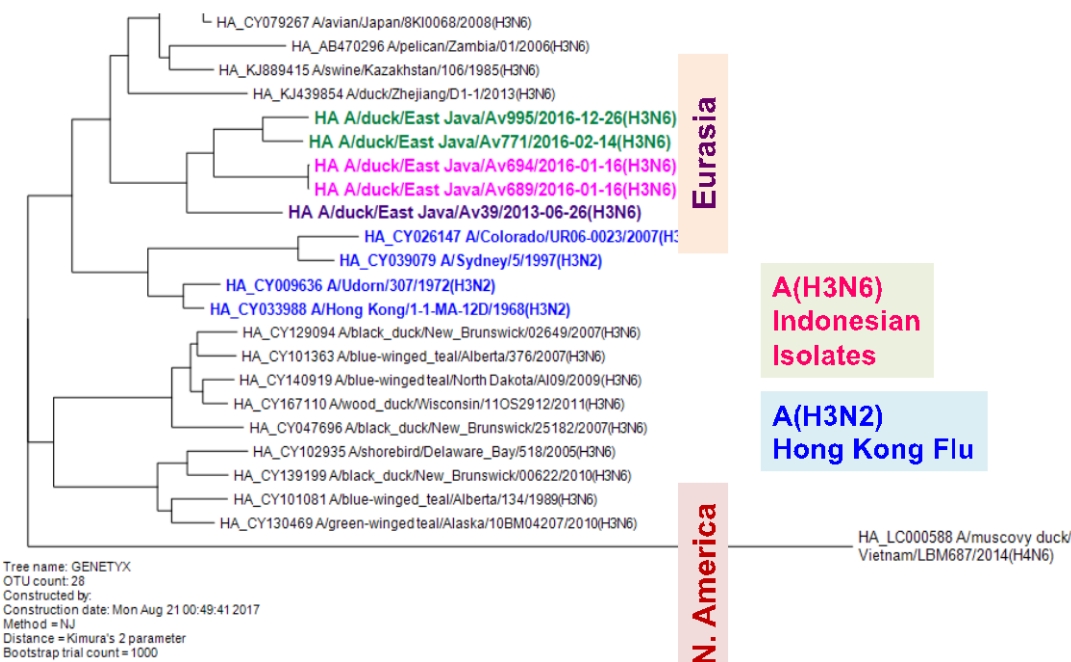 HA_CY079267 A/avian/Japan/8KI0068/2008(H3N6)
HA_AB470296 A/pelican/Zambia/01/2006(H3N6)
HA_KJ889415 A/swine/Kazakhstan/106/1985(H3N6)
HA_KJ439854 A/duck/Zhejiang/D1-1/2013(H3N6)
HA A/duck/East Java/Av995/2016-12-26(H3N6)
HA A/duck/East Java/Av771/2016-02-14(H3N6)
HA A/duck/East Java/Av694/2016-01-16(H3N6)
HA A/duck/East Java/Av689/2016-01-16(H3N6)
HA A/duck/East Java/Av39/2013-06-26(H3N6)
Eurasia
HA_CY026147 A/Colorado/UR06-0023/2007(H3
HA_CY039079 A/Sydney/5/1997(H3N2)
HA_CY009636 A/Udorn/307/1972(H3N2)
HA_CY033988 A/Hong Kong/1-1-MA-12D/1968(H3N2)
A(H3N6)
Indonesian
Isolates
HA_CY129094 A/black_duck/New_Brunswick/02649/2007(H3N6)
HA_CY101363 A/blue-winged_teal/Alberta/376/2007(H3N6)
HA_CY140919 A/blue-winged teal/North Dakota/AI09/2009(H3N6)
HA_CY167110 A/wood_duck/Wisconsin/11OS2912/2011(H3N6)
HA_CY047696 A/black_duck/New_Brunswick/25182/2007(H3N6)
A(H3N2)
Hong Kong Flu
HA_CY102935 A/shorebird/Delaware_Bay/518/2005(H3N6)
HA_CY139199 A/black_duck/New_Brunswick/00622/2010(H3N6)
HA_CY101081 A/blue-winged_teal/Alberta/134/1989(H3N6)
HA_CY130469 A/green-winged teal/Alaska/10BM04207/2010(H3N6)
N. America
HA_LC000588 A/muscovy duck/
Vietnam/LBM687/2014(H4N6)
Tree name: GENETYX
OTU count: 28
Constructed by:
Construction date: Mon Aug 21 00:49:41 2017
Method = NJ
Distance = Kimura's 2 parameter
Bootstrap trial count = 1000